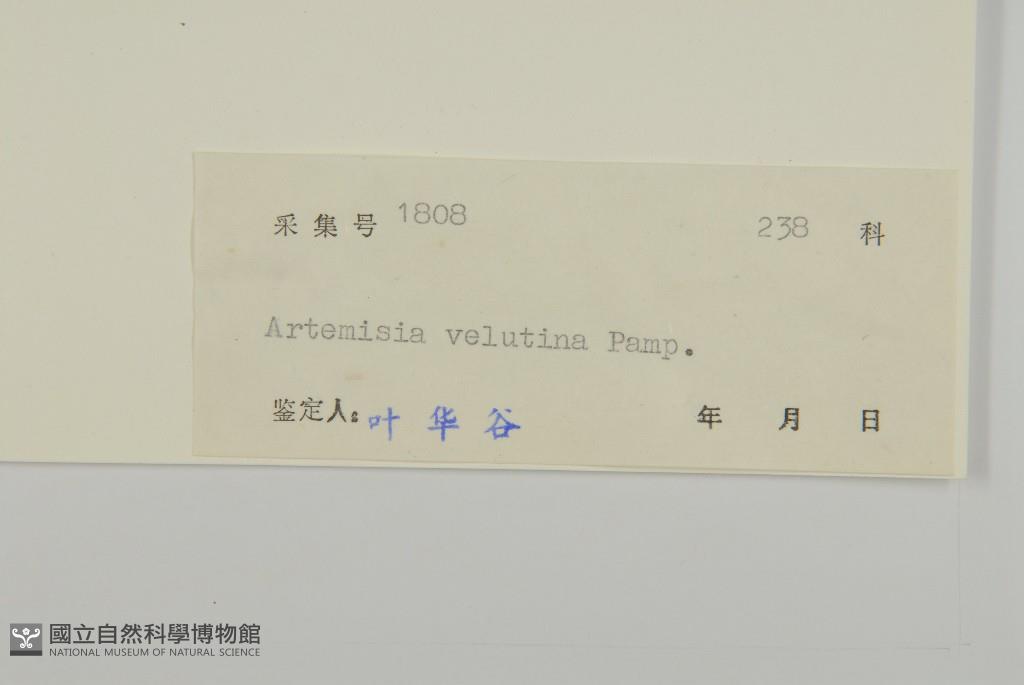 采集号 1808 238 科
Artemisia velutina Pamp.
鉴定人: 叶华谷 年 月 日
國立自然科學博物館
NATIONAL MUSEUM OF NATURAL SCIENCE